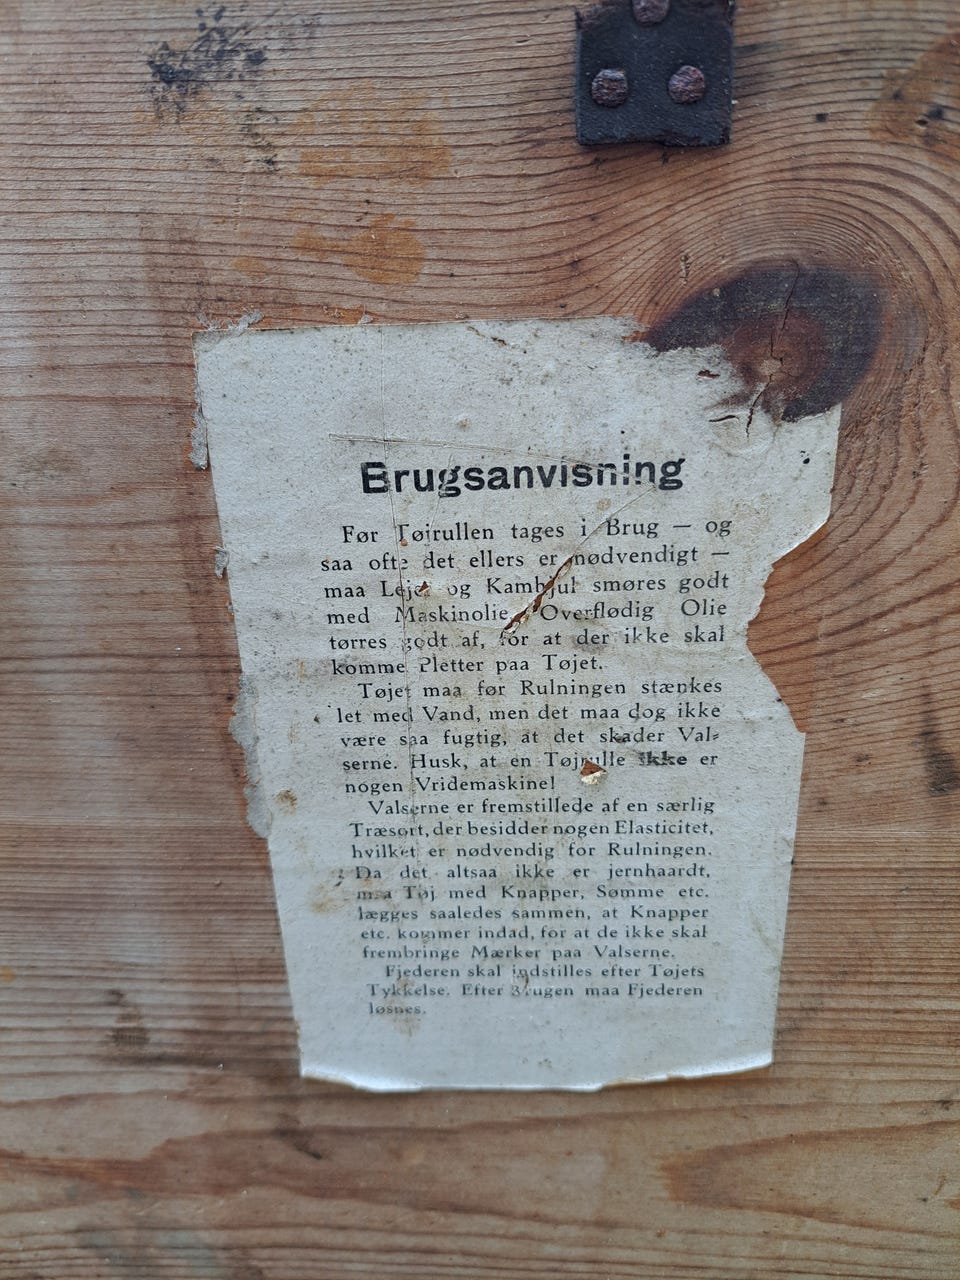 Brugsanvisning
Før Tøjrullen tages i Brug — og
saa ofte det ellers er nødvendigt —
maa Lejer og Kamhjul smøres godt
med Maskinolie. Overflødig Olie
tørres godt af, for at der ikke skal
komme Pletter paa Tøjet.
Tøjet maa før Rulningen stænkes
let med Vand, men det maa dog ikke
være saa fugtig, at det skader Val-
serne. Husk, at en Tøjrulle ikke er
nogen Vridemaskine!
Valserne er fremstillede af en særlig
Træsort, der besidder nogen Elasticitet,
hvilket er nødvendig for Rulningen.
Da det altsaa ikke er jernhaardt,
maa Tøj med Knapper, Sømme etc.
lægges saaledes sammen, at Knapper
etc. kommer indad, for at de ikke skal
frembringe Mærker paa Valserne.
Fjederen skal indstilles efter Tøjets
Tykkelse. Efter Brugen maa Fjederen
løsnes.